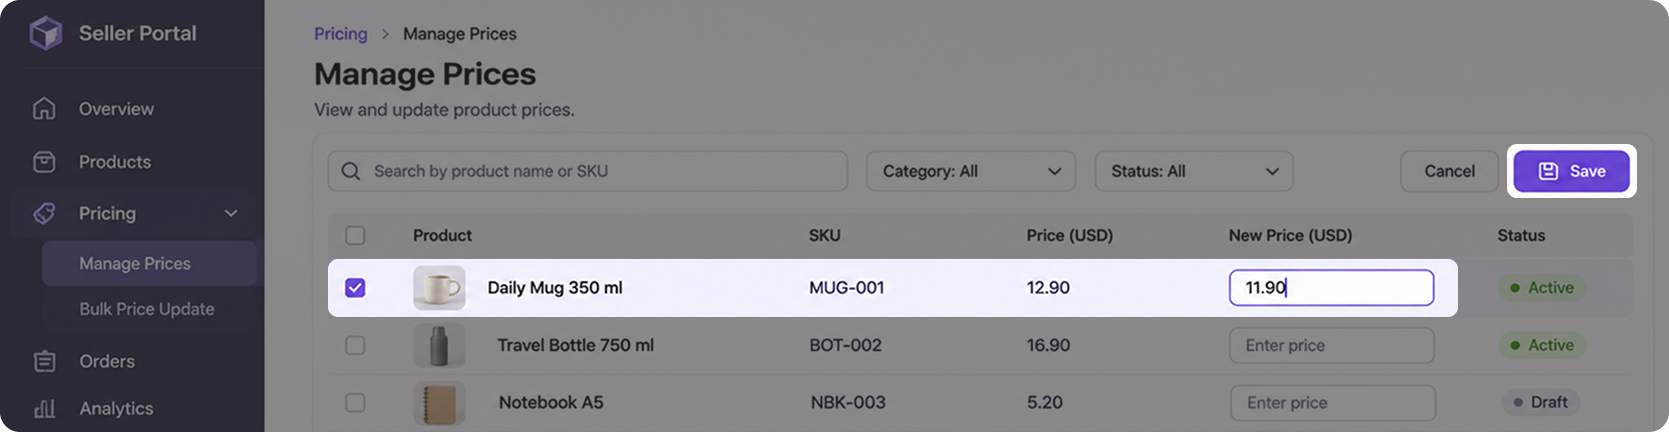 Seller Portal
Overview
Products
Pricing
Manage Prices
Bulk Price Update
Orders
Analytics
Pricing > Manage Prices
Manage Prices
View and update product prices.
Search by product name or SKU Category: All Status: All Cancel Save
Product SKU Price (USD) New Price (USD) Status
Daily Mug 350 ml MUG-001 12.90 11.90 Active
Travel Bottle 750 ml BOT-002 16.90 Enter price Active
Notebook A5 NBK-003 5.20 Enter price Draft